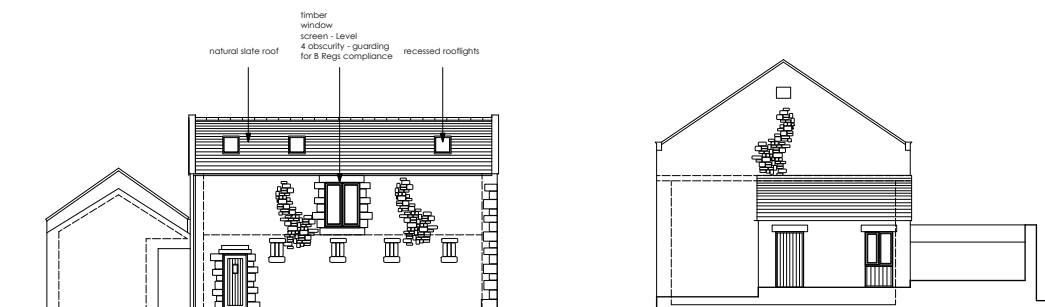 timber
window
screen - Level
4 obscurity - guarding
for B Regs compliance
natural slate roof
recessed rooflights